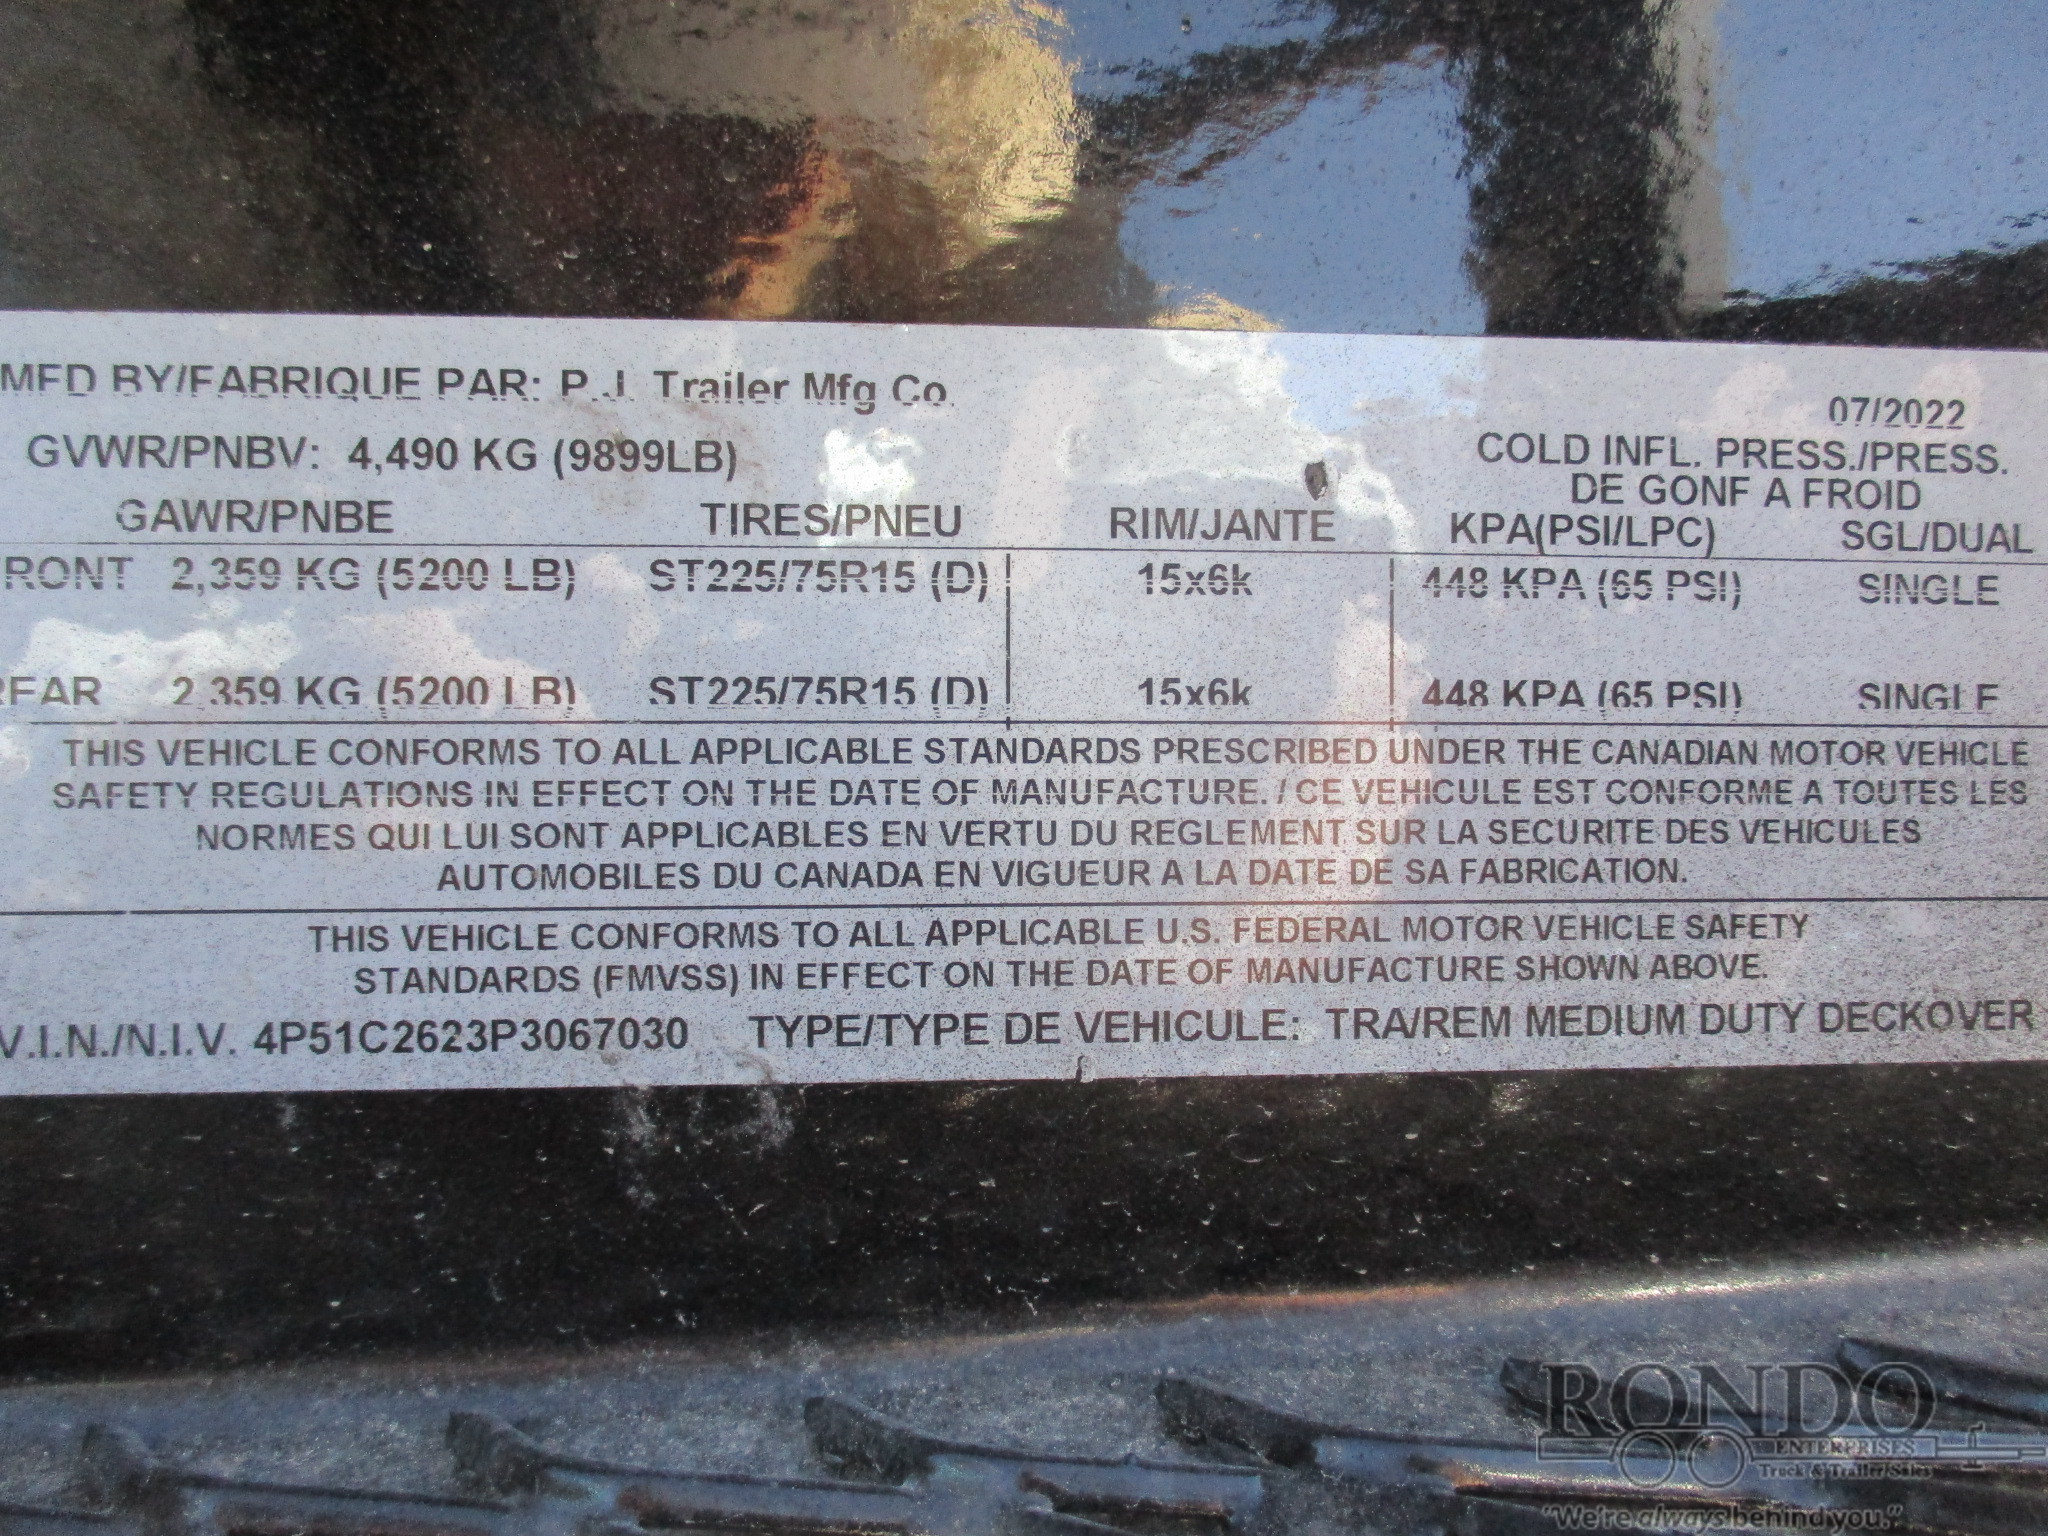 MFD BY/FABRIQUE PAR: P.J. Trailer Mfg Co.
07/2022
GVWR/PNBV: 4,490 KG (9899LB)
COLD INFL. PRESS./PRESS.
DE GONF A FROID
GAWR/PNBE TIRES/PNEU RIM/JANTE KPA(PSI/LPC) SGL/DUAL
FRONT 2,359 KG (5200 LB) ST225/75R15 (D) 15x6k 448 KPA (65 PSI) SINGLE
REAR 2,359 KG (5200 LB) ST225/75R15 (D) 15x6k 448 KPA (65 PSI) SINGLE
THIS VEHICLE CONFORMS TO ALL APPLICABLE STANDARDS PRESCRIBED UNDER THE CANADIAN MOTOR VEHICLE
SAFETY REGULATIONS IN EFFECT ON THE DATE OF MANUFACTURE. / CE VEHICULE EST CONFORME A TOUTES LES
NORMES QUI LUI SONT APPLICABLES EN VERTU DU REGLEMENT SUR LA SECURITE DES VEHICULES
AUTOMOBILES DU CANADA EN VIGUEUR A LA DATE DE SA FABRICATION.
THIS VEHICLE CONFORMS TO ALL APPLICABLE U.S. FEDERAL MOTOR VEHICLE SAFETY
STANDARDS (FMVSS) IN EFFECT ON THE DATE OF MANUFACTURE SHOWN ABOVE.
V.I.N./N.I.V. 4P51C2623P3067030 TYPE/TYPE DE VEHICULE: TRA/REM MEDIUM DUTY DECKOVER
RONDO
ENTERPRISES
Truck & Trailer Sales
"We're always behind you."